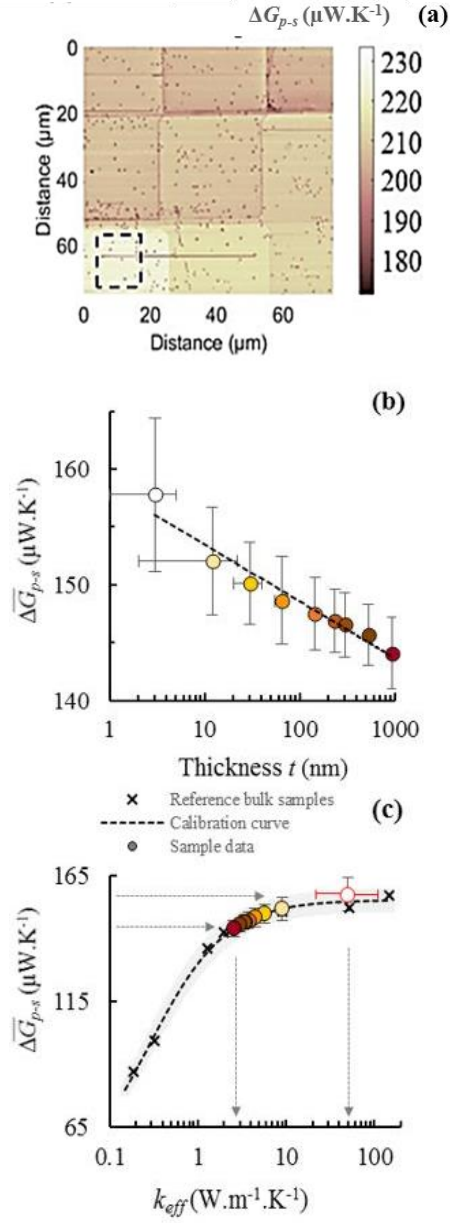 ΔGp-s (μW.K-1) (a)
0
20
40
60
Distance (μm)
0 20 40 60
Distance (μm)
230
220
210
200
190
180
(b)
160
150
140
ΔGp-s (μW.K-1)
1 10 100 1000
Thickness t (nm)
Reference bulk samples
Calibration curve
Sample data
(c)
165
115
65
ΔGp-s (μW.K-1)
0.1 1 10 100
keff (W.m-1.K-1)